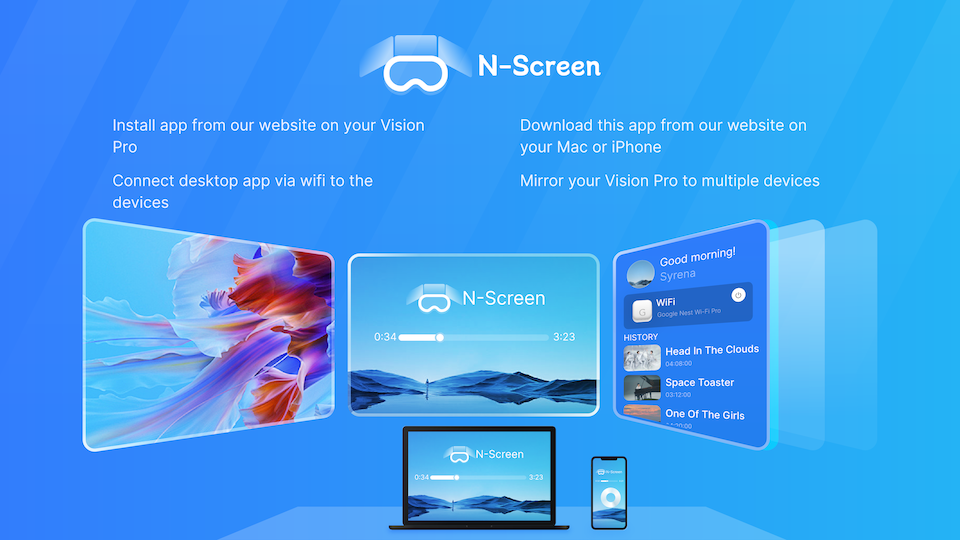 N-Screen
Install app from our website on your Vision
Pro
Connect desktop app via wifi to the
devices
Download this app from our website on
your Mac or iPhone
Mirror your Vision Pro to multiple devices
N-Screen
0:34 3:23
Good morning!
Syrena
G
WiFi
Google Nest Wi-Fi Pro
HISTORY
Head In The Clouds
04:08:00
Space Toaster
03:12:00
One Of The Girls
N-Screen
0:34 3:23
N-Screen